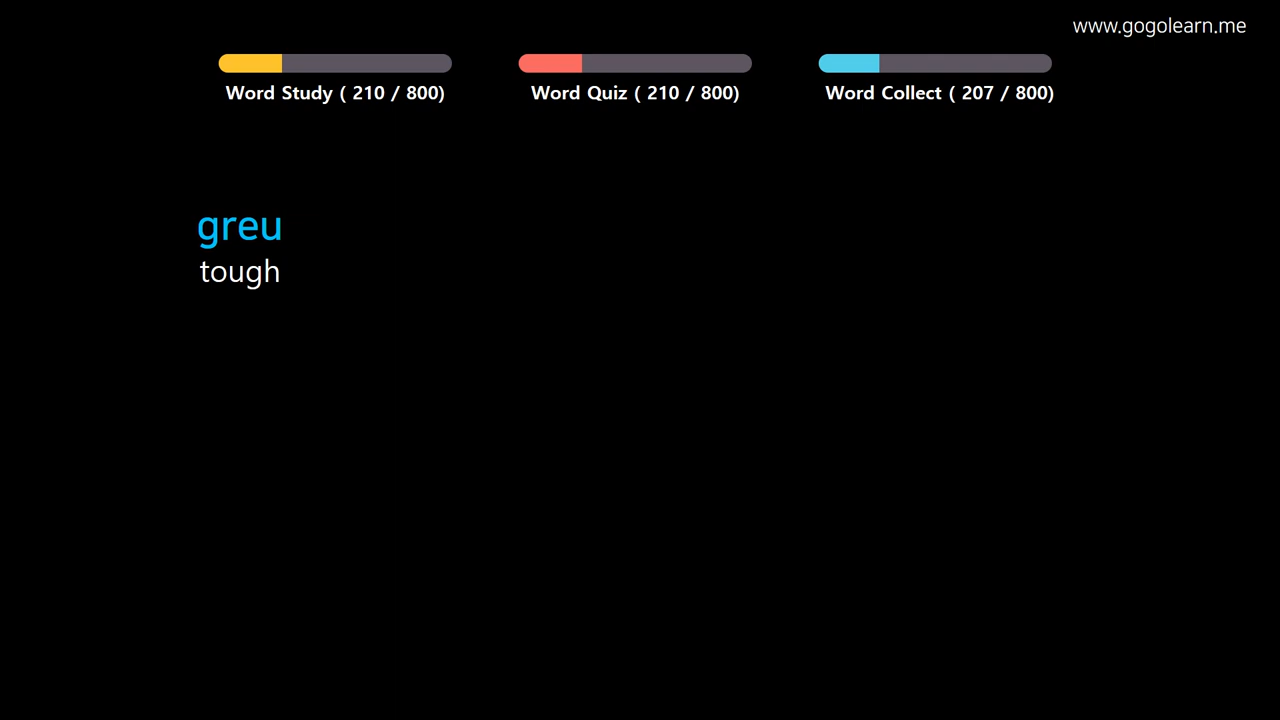 www.gogolearn.me
Word Study ( 210 / 800)
Word Quiz ( 210 / 800)
Word Collect ( 207 / 800)
greu
tough